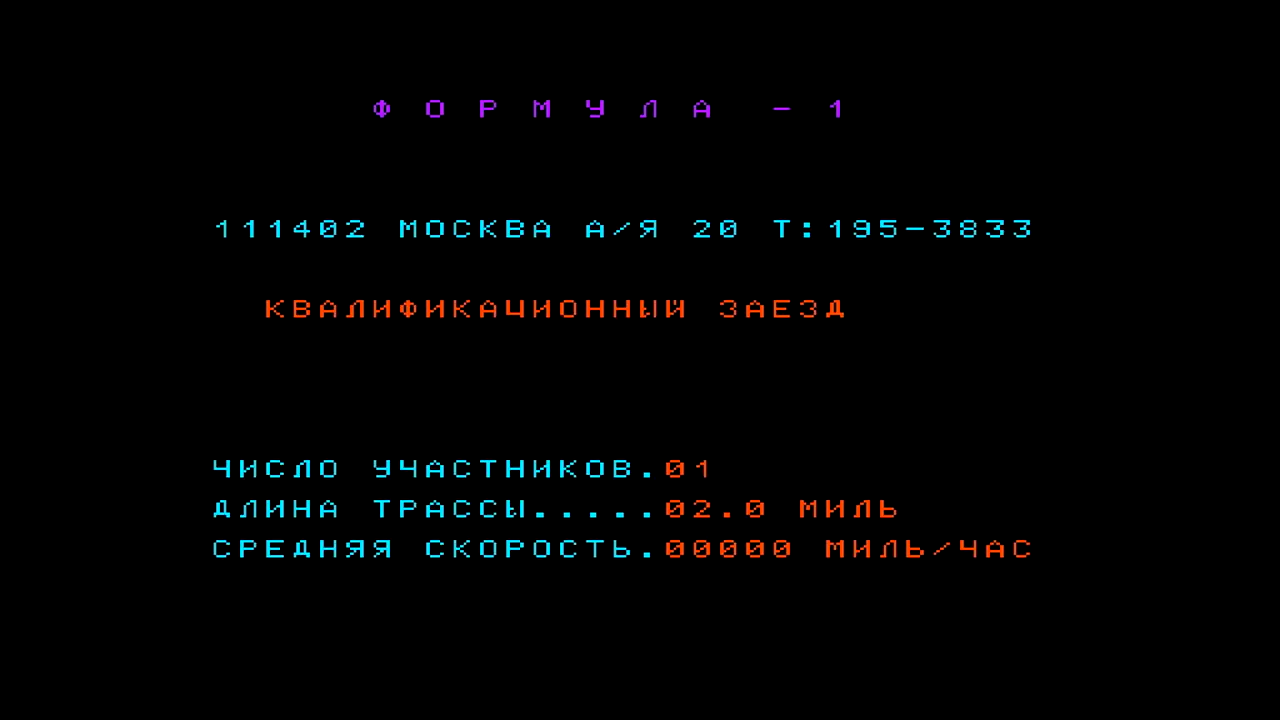 Ф О Р М У Л А - 1
111402 МОСКВА А/Я 20 Т:195-3833
КВАЛИФИКАЦИОННЫЙ ЗАЕЗД
ЧИСЛО УЧАСТНИКОВ.01
ДЛИНА ТРАССЫ.....02.0 МИЛЬ
СРЕДНЯЯ СКОРОСТЬ.00000 МИЛЬ/ЧАС